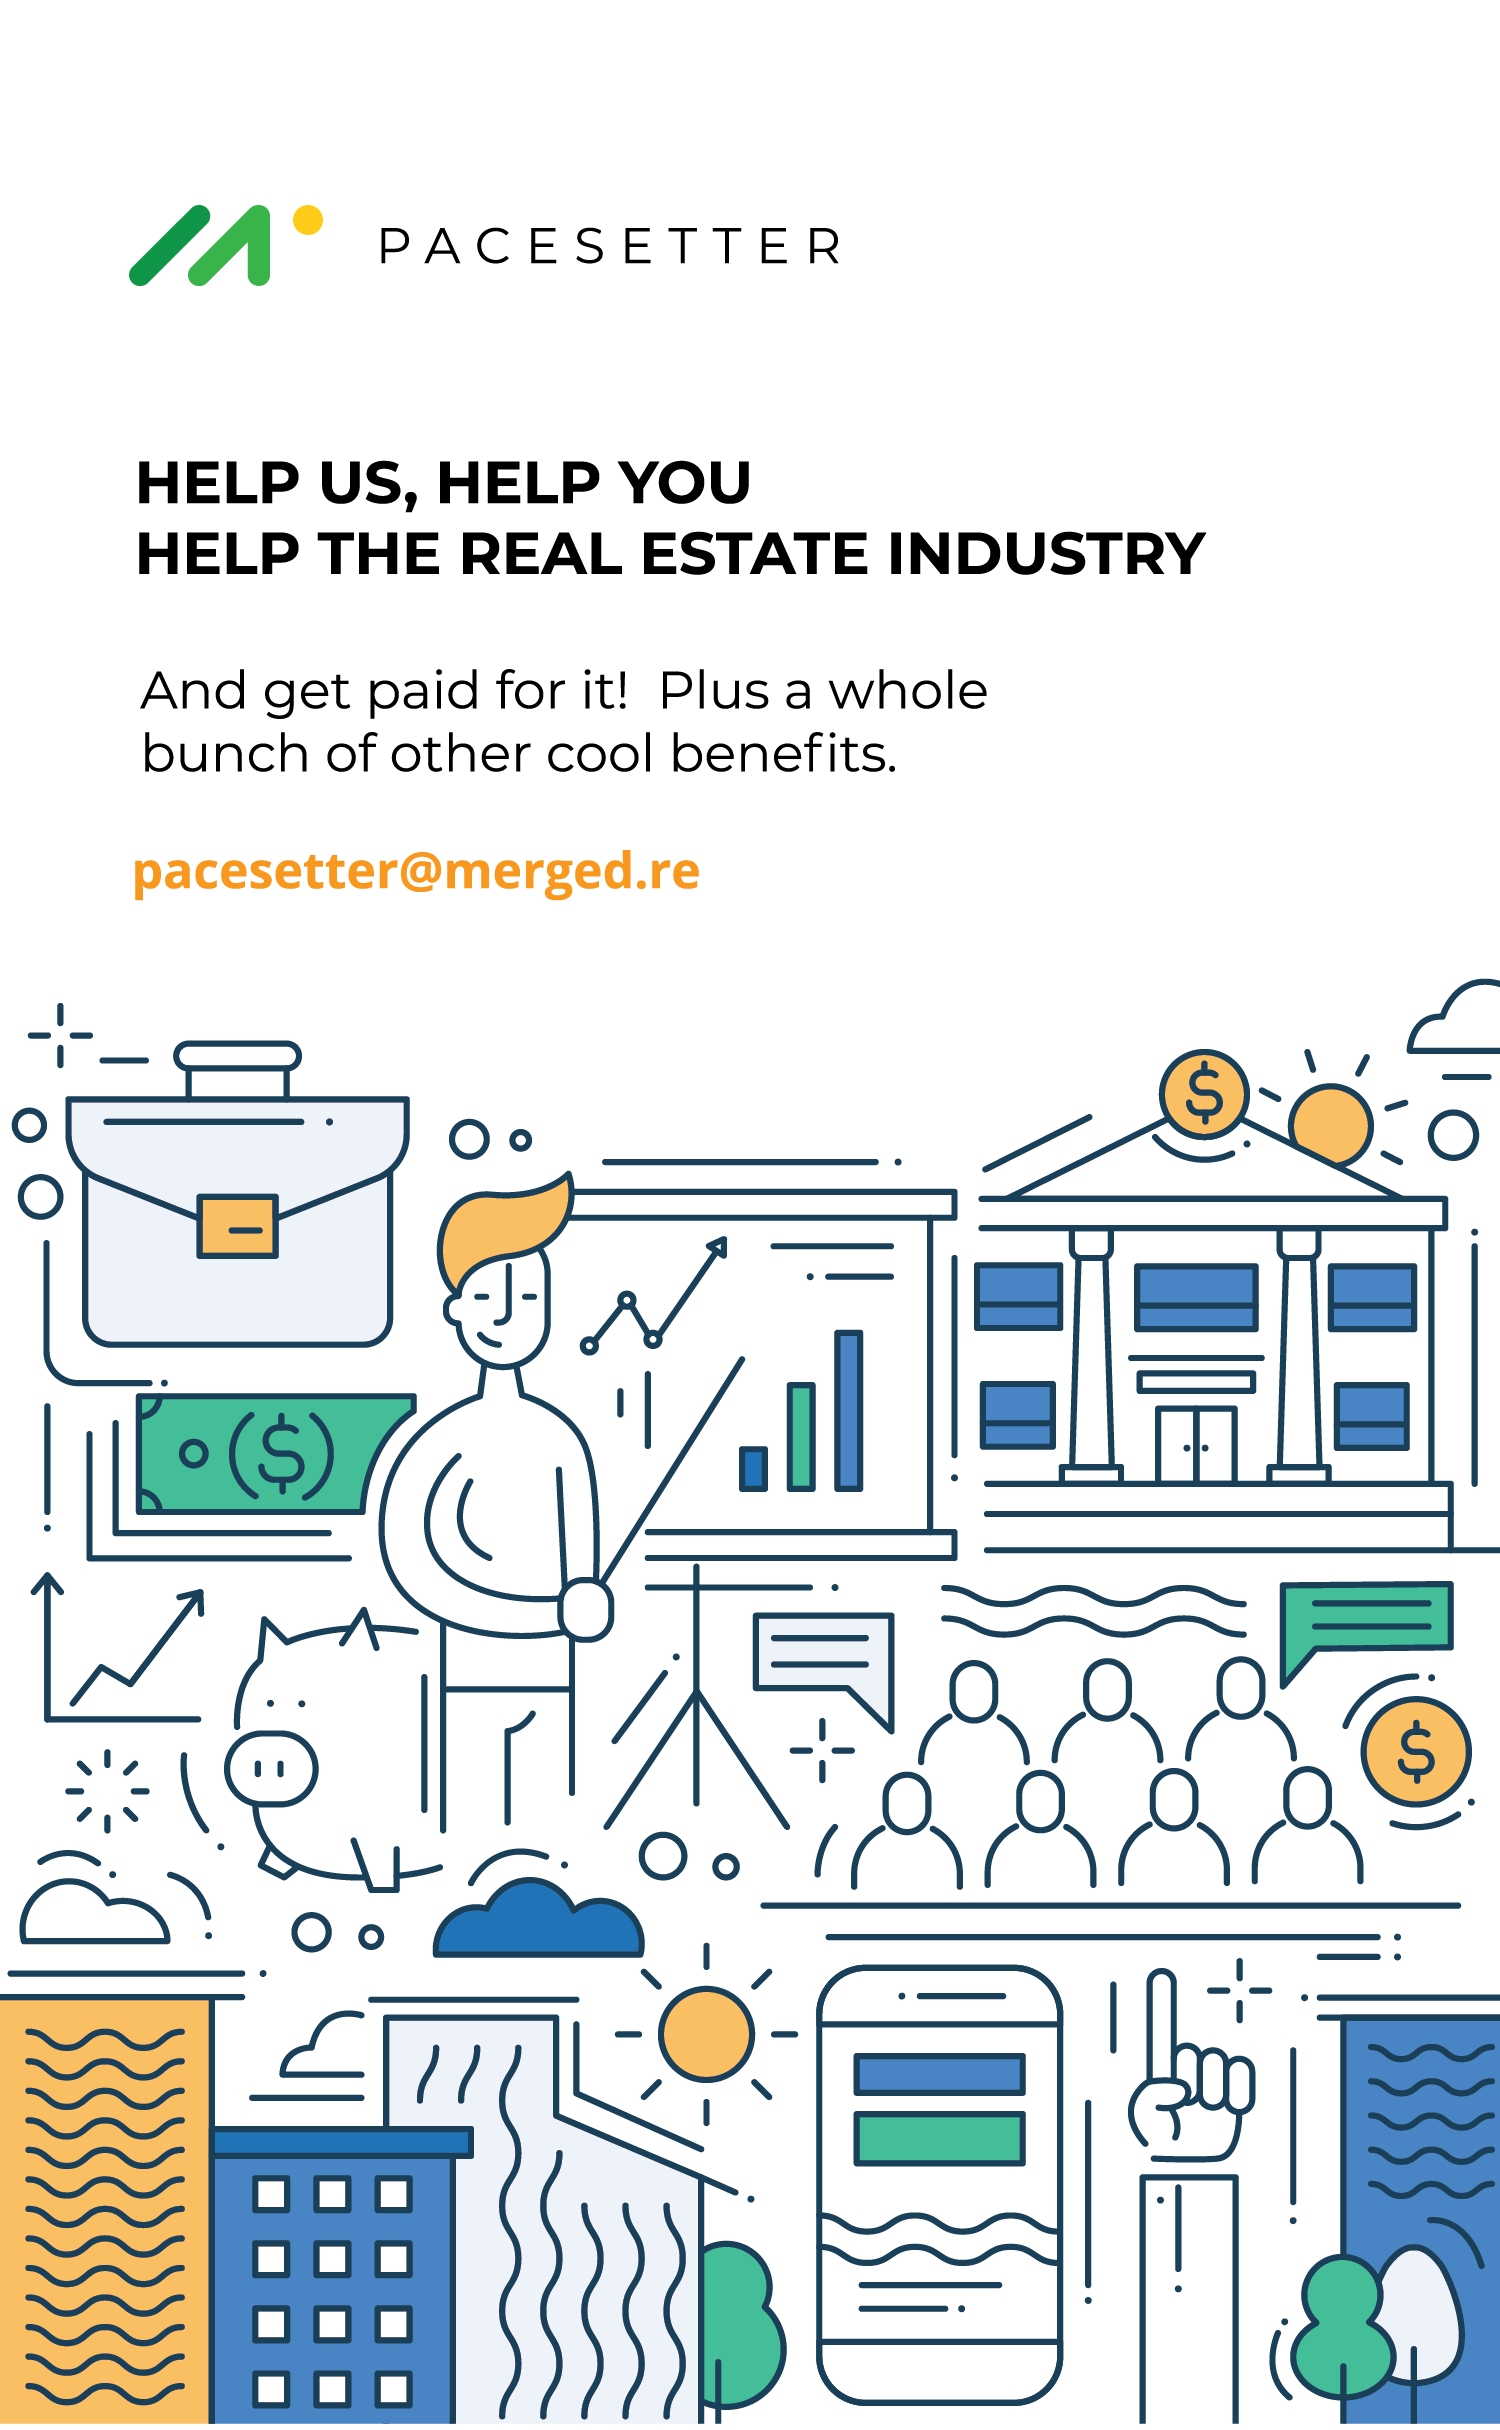 PACESETTER
HELP US, HELP YOU
HELP THE REAL ESTATE INDUSTRY
And get paid for it!  Plus a whole
bunch of other cool benefits.
pacesetter@merged.re
$
($)
$